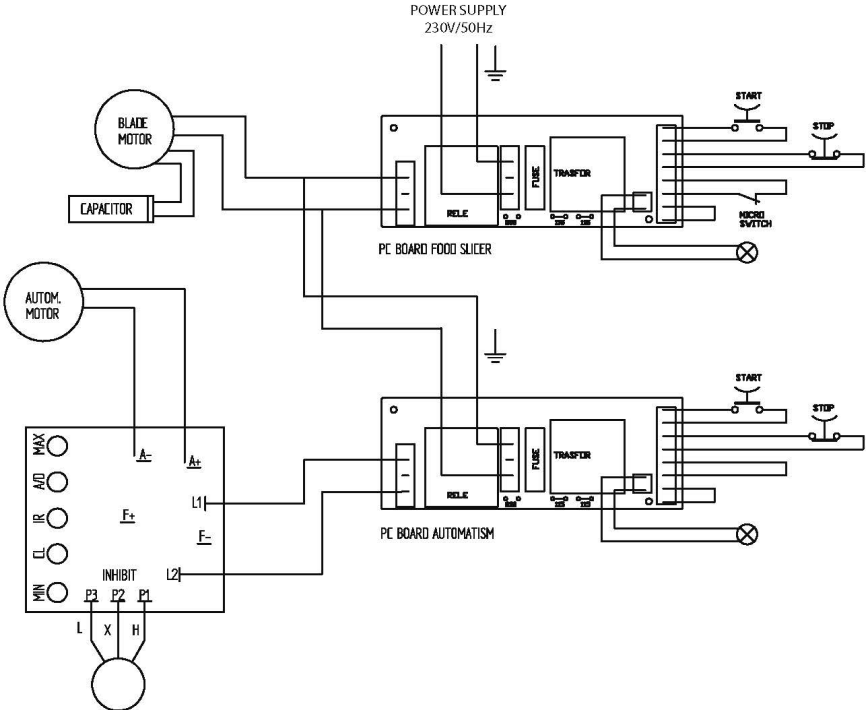 POWER SUPPLY
230V/50Hz
BLADE
MOTOR
CAPACITOR
START
STOP
FUSE
TRASFOR
RELE
MICRO
SWITCH
PC BOARD FOOD SLICER
AUTOM.
MOTOR
START
STOP
FUSE
TRASFOR
RELE
PC BOARD AUTOMATISM
MAX
A/D
IR
CL
MIN
A-
A+
L1
F+
F-
L2
INHIBIT
P3 P2 P1
L X H